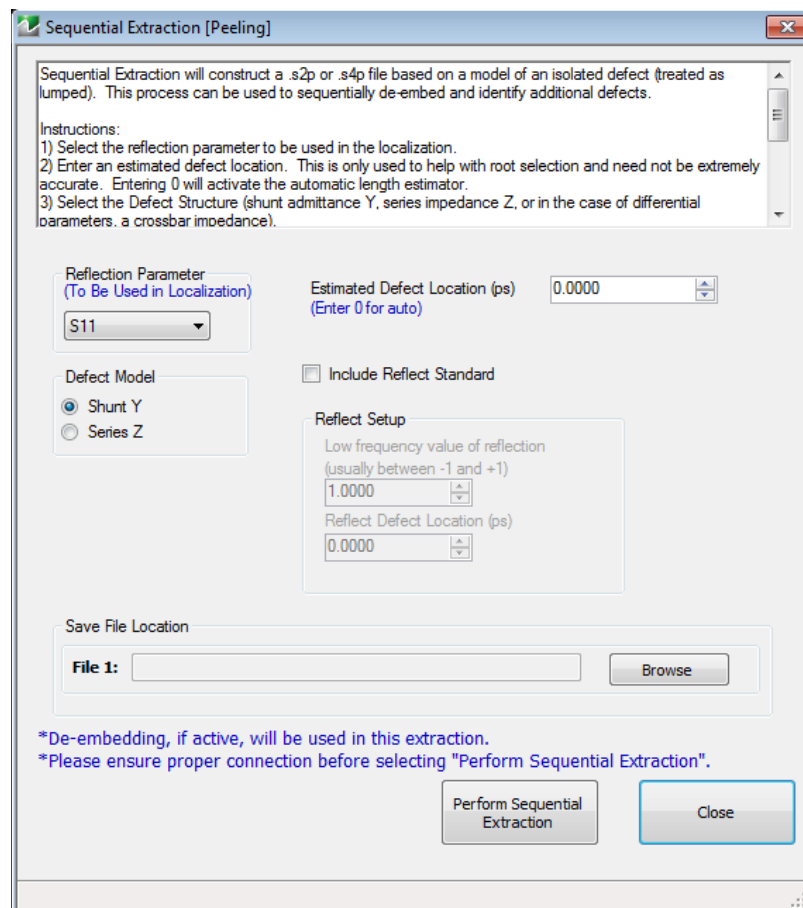 Sequential Extraction [Peeling]
Sequential Extraction will construct a .s2p or .s4p file based on a model of an isolated defect (treated as
lumped).  This process can be used to sequentially de-embed and identify additional defects.
Instructions:
1) Select the reflection parameter to be used in the localization.
2) Enter an estimated defect location.  This is only used to help with root selection and need not be extremely
accurate.  Entering 0 will activate the automatic length estimator.
3) Select the Defect Structure (shunt admittance Y, series impedance Z, or in the case of differential
parameters, a crossbar impedance).
Reflection Parameter
(To Be Used in Localization)
S11
Estimated Defect Location (ps)
(Enter 0 for auto)
0.0000
Defect Model
Shunt Y
Series Z
Include Reflect Standard
Reflect Setup
Low frequency value of reflection
(usually between -1 and +1)
1.0000
Reflect Defect Location (ps)
0.0000
Save File Location
File 1:
Browse
*De-embedding, if active, will be used in this extraction.
*Please ensure proper connection before selecting "Perform Sequential Extraction".
Perform Sequential
Extraction
Close